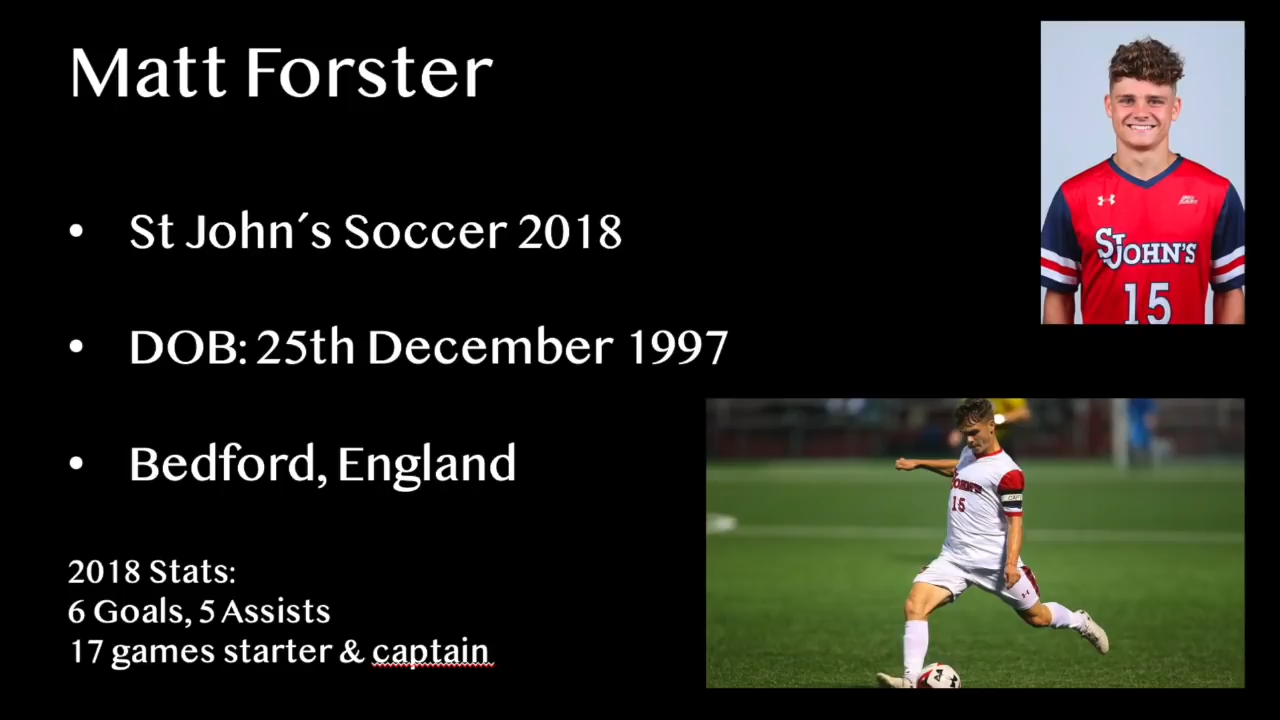 Matt Forster
• St John´s Soccer 2018
• DOB: 25th December 1997
• Bedford, England
2018 Stats:
6 Goals, 5 Assists
17 games starter & captain
ST JOHN'S
15
JOHN'S
15